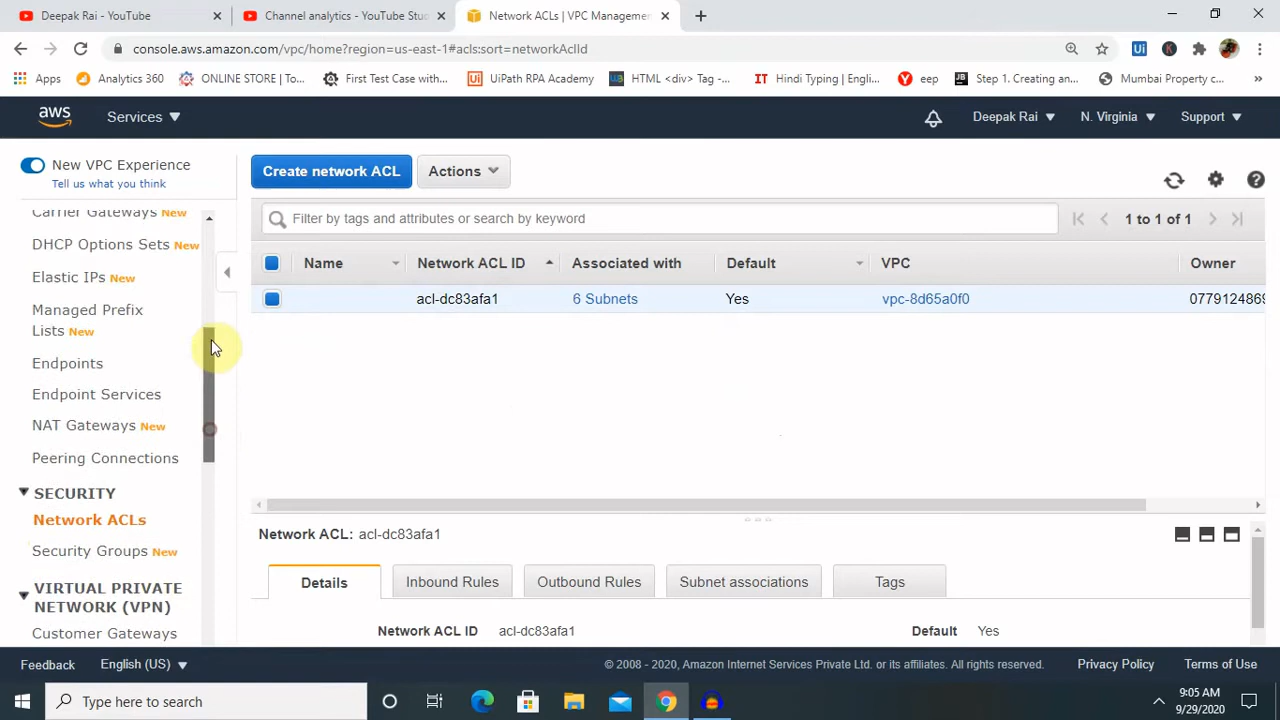 Deepak Rai - YouTube
Channel analytics - YouTube Stu
Network ACLs | VPC Manageme
console.aws.amazon.com/vpc/home?region=us-east-1#acls:sort=networkAclId
Apps
Analytics 360
ONLINE STORE | To...
First Test Case with...
UiPath RPA Academy
HTML <div> Tag -...
Hindi Typing | Engli...
eep
Step 1. Creating an...
Mumbai Property c...
aws
Services
Deepak Rai
N. Virginia
Support
New VPC Experience
Tell us what you think
Carrier Gateways New
DHCP Options Sets New
Elastic IPs New
Managed Prefix
Lists New
Endpoints
Endpoint Services
NAT Gateways New
Peering Connections
SECURITY
Network ACLs
Security Groups New
VIRTUAL PRIVATE
NETWORK (VPN)
Customer Gateways
Create network ACL
Actions
Filter by tags and attributes or search by keyword
1 to 1 of 1
Name
Network ACL ID
Associated with
Default
VPC
Owner
acl-dc83afa1
6 Subnets
Yes
vpc-8d65a0f0
0779124869
Network ACL: acl-dc83afa1
Details
Inbound Rules
Outbound Rules
Subnet associations
Tags
Network ACL ID acl-dc83afa1
Default Yes
Feedback
English (US)
© 2008 - 2020, Amazon Internet Services Private Ltd. or its affiliates. All rights reserved.
Privacy Policy
Terms of Use
Type here to search
9:05 AM
9/29/2020